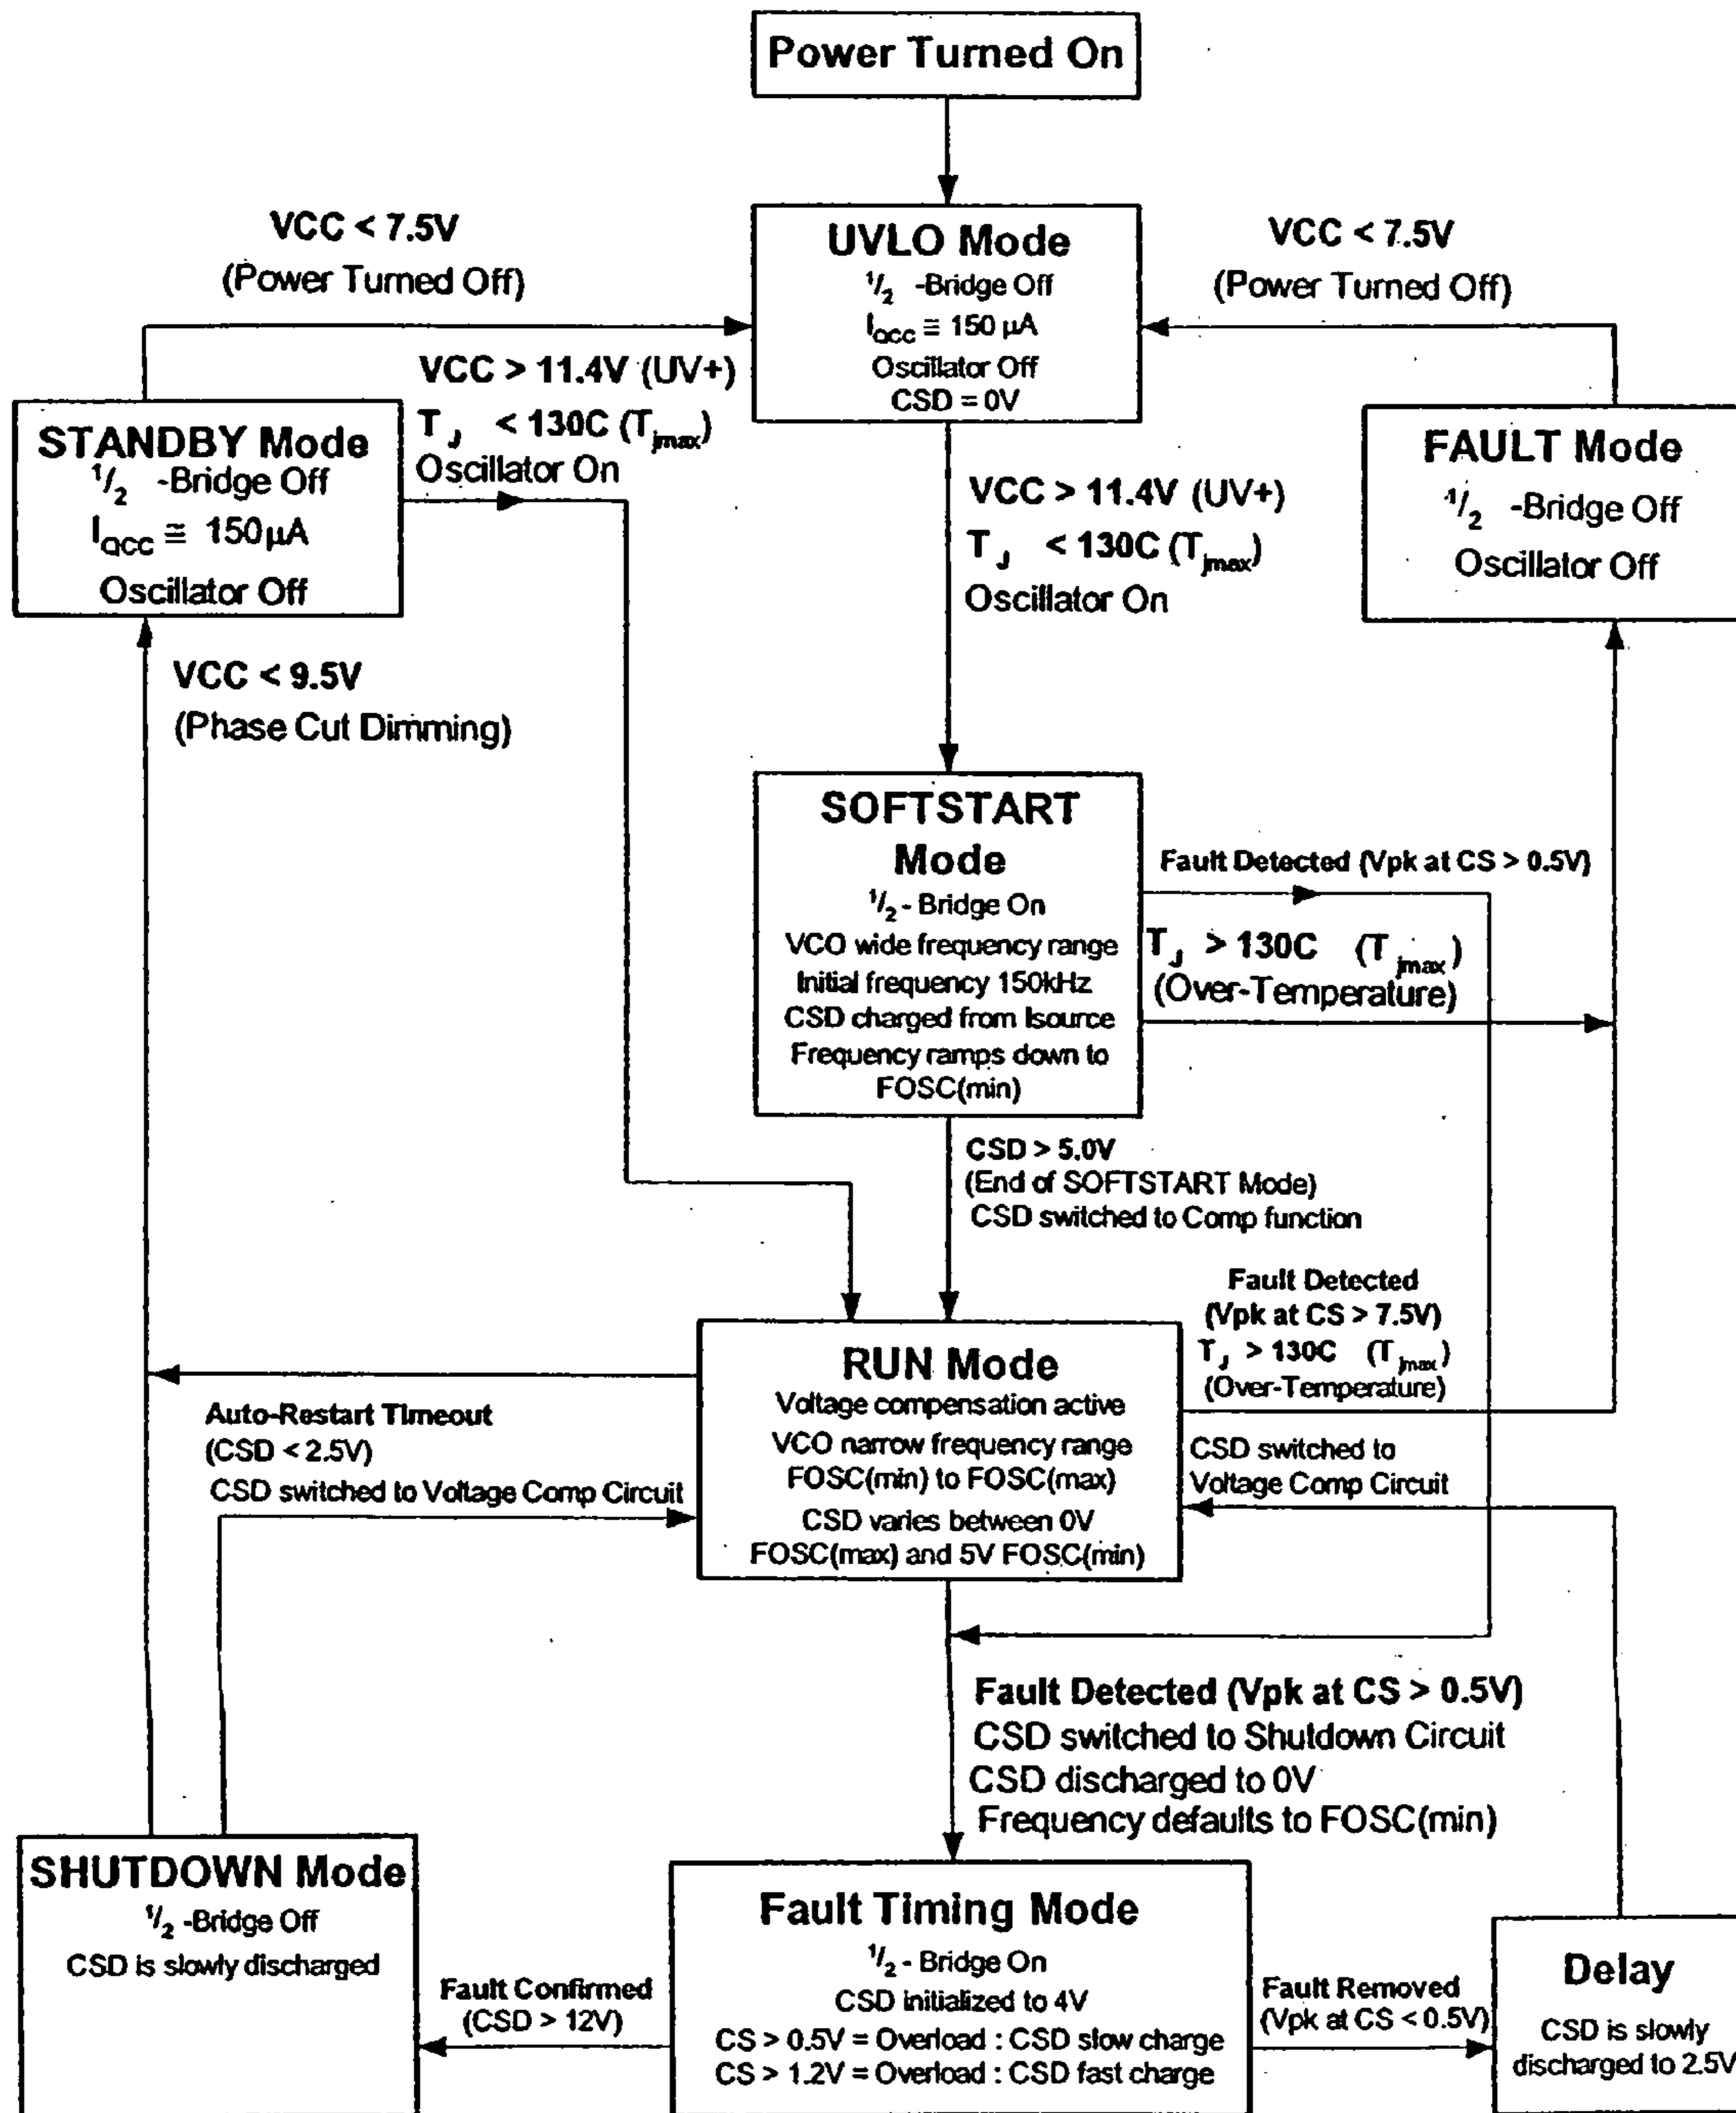 Power Turned On
VCC < 7.5V
(Power Turned Off)
UVLO Mode
1/2 -Bridge Off
IQCC ≅ 150 µA
Oscillator Off
CSD = 0V
VCC < 7.5V
(Power Turned Off)
STANDBY Mode
1/2 -Bridge Off
IQCC ≅ 150µA
Oscillator Off
VCC > 11.4V (UV+)
TJ < 130C (Tjmax)
Oscillator On
VCC > 11.4V (UV+)
TJ < 130C (Tjmax)
Oscillator On
FAULT Mode
1/2 -Bridge Off
Oscillator Off
VCC < 9.5V
(Phase Cut Dimming)
SOFTSTART
Mode
1/2 - Bridge On
VCO wide frequency range
Initial frequency 150kHz
CSD charged from Isource
Frequency ramps down to
FOSC(min)
Fault Detected (Vpk at CS > 0.5V)
TJ > 130C (Tjmax)
(Over-Temperature)
CSD > 5.0V
(End of SOFTSTART Mode)
CSD switched to Comp function
Fault Detected
(Vpk at CS > 7.5V)
TJ > 130C (Tjmax)
(Over-Temperature)
RUN Mode
Voltage compensation active
VCO narrow frequency range
FOSC(min) to FOSC(max)
CSD varies between 0V
FOSC(max) and 5V FOSC(min)
Auto-Restart Timeout
(CSD < 2.5V)
CSD switched to Voltage Comp Circuit
CSD switched to
Voltage Comp Circuit
Fault Detected (Vpk at CS > 0.5V)
CSD switched to Shutdown Circuit
CSD discharged to 0V
Frequency defaults to FOSC(min)
SHUTDOWN Mode
1/2 -Bridge Off
CSD is slowly discharged
Fault Confirmed
(CSD > 12V)
Fault Timing Mode
1/2 - Bridge On
CSD initialized to 4V
CS > 0.5V = Overload : CSD slow charge
CS > 1.2V = Overload : CSD fast charge
Fault Removed
(Vpk at CS < 0.5V)
Delay
CSD is slowly
discharged to 2.5V